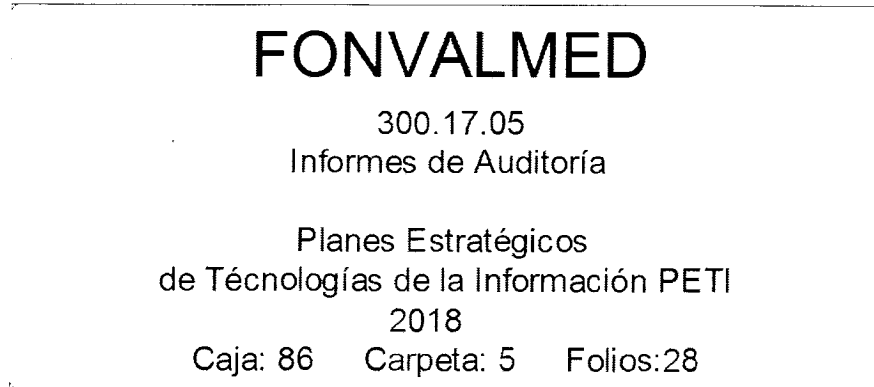 FONVALMED
300.17.05
Informes de Auditoría
Planes Estratégicos
de Técnologías de la Información PETI
2018
Caja: 86 Carpeta: 5 Folios:28